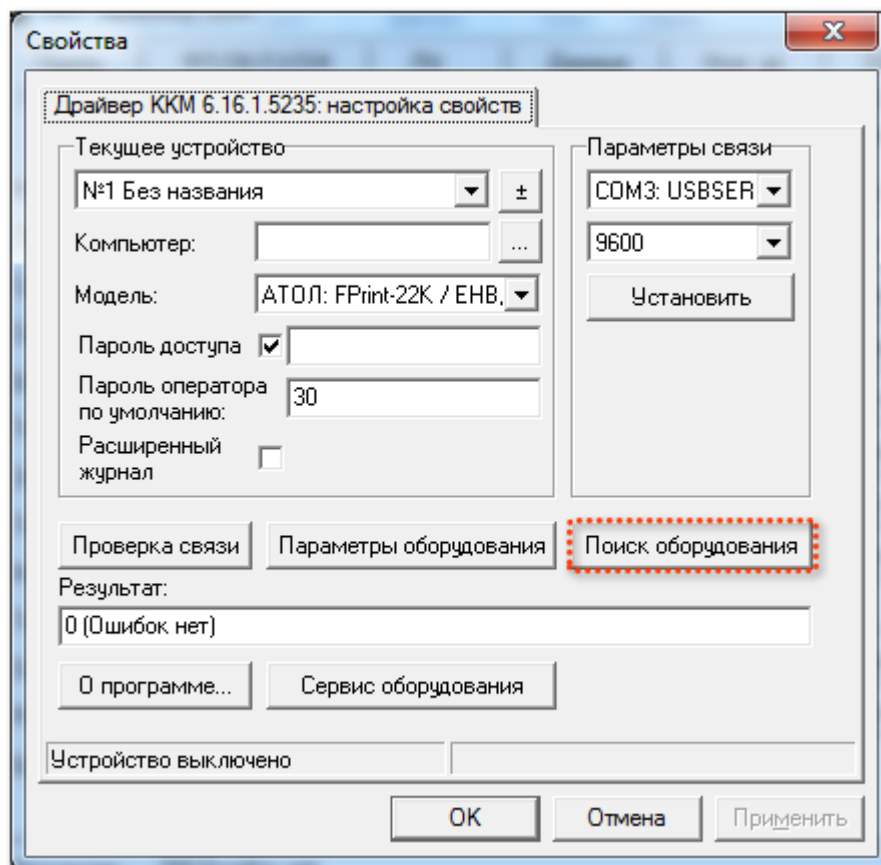 Свойства
Драйвер ККМ 6.16.1.5235: настройка свойств
Текущее устройство
№1 Без названия
±
Компьютер:
...
Модель:
АТОЛ: FPrint-22K / ЕНВ,
Пароль доступа
Пароль оператора
по умолчанию:
30
Расширенный
журнал
Параметры связи
COM3: USBSER
9600
Установить
Проверка связи
Параметры оборудования
Поиск оборудования
Результат:
0 (Ошибок нет)
О программе...
Сервис оборудования
Устройство выключено
OK
Отмена
Применить